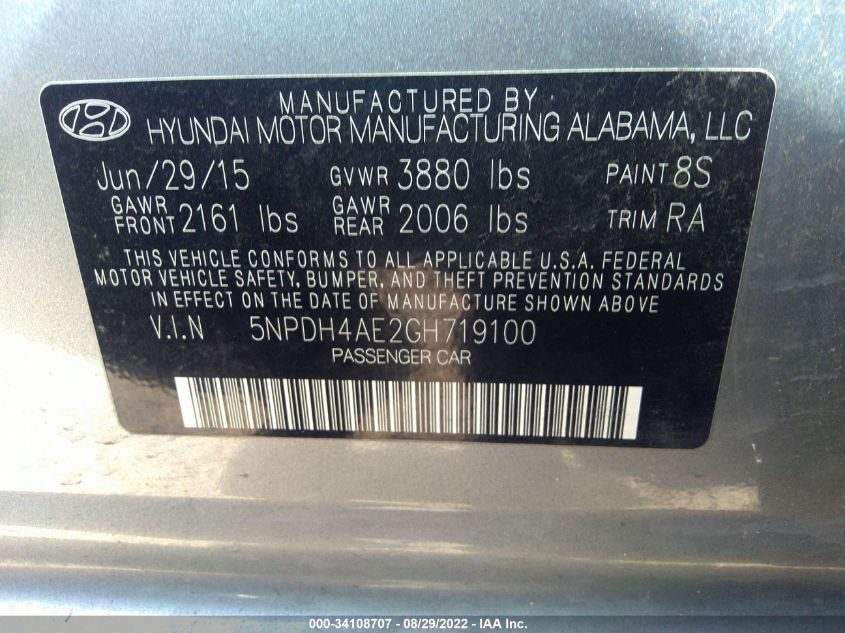 MANUFACTURED BY
HYUNDAI MOTOR MANUFACTURING ALABAMA, LLC
Jun/29/15 GVWR 3880 lbs PAINT 8S
GAWR FRONT 2161 lbs GAWR REAR 2006 lbs TRIM RA
THIS VEHICLE CONFORMS TO ALL APPLICABLE U.S.A. FEDERAL
MOTOR VEHICLE SAFETY, BUMPER, AND THEFT PREVENTION STANDARDS
IN EFFECT ON THE DATE OF MANUFACTURE SHOWN ABOVE
V.I.N 5NPDH4AE2GH719100
PASSENGER CAR
000-34108707 - 08/29/2022 - IAA Inc.